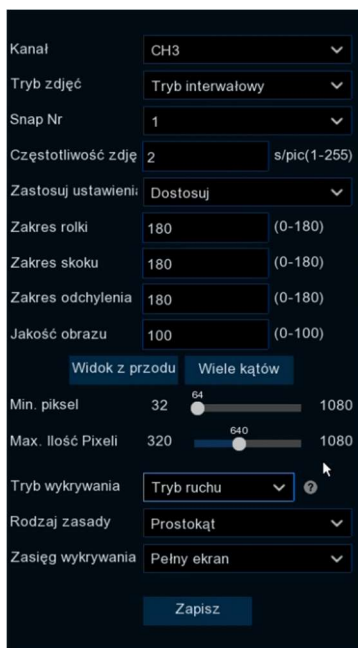 Kanał CH3
Tryb zdjęć Tryb interwałowy
Snap Nr 1
Częstotliwość zdję 2 s/pic(1-255)
Zastosuj ustawieni Dostosuj
Zakres rolki 180 (0-180)
Zakres skoku 180 (0-180)
Zakres odchylenia 180 (0-180)
Jakość obrazu 100 (0-100)
Widok z przodu Wiele kątów
64
Min. piksel 32 1080
640
Max. Ilość Pixeli 320 1080
Tryb wykrywania Tryb ruchu ?
Rodzaj zasady Prostokąt
Zasięg wykrywania Pełny ekran
Zapisz